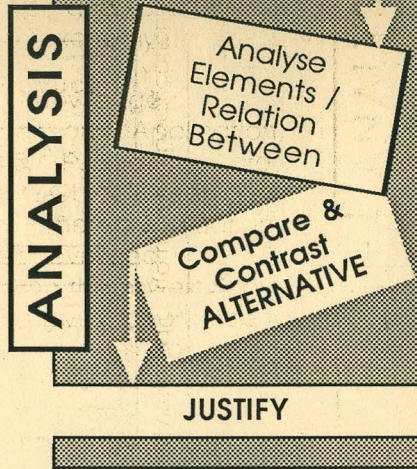 ANALYSIS
Analyse
Elements /
Relation
Between
Compare &
Contrast
ALTERNATIVE
JUSTIFY